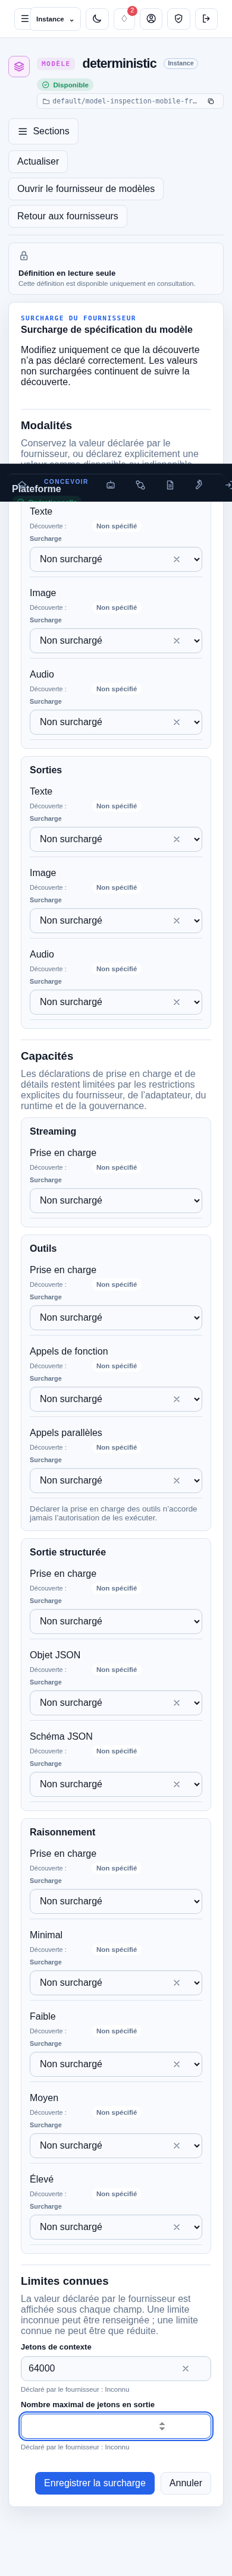 Instance
2
MODÈLE deterministic Instance
Disponible
default/model-inspection-mobile-fr…
Sections
Actualiser
Ouvrir le fournisseur de modèles
Retour aux fournisseurs
Définition en lecture seule
Cette définition est disponible uniquement en consultation.
SURCHARGE DU FOURNISSEUR
Surcharge de spécification du modèle
Modifiez uniquement ce que la découverte
n'a pas déclaré correctement. Les valeurs
non surchargées continuent de suivre la
découverte.
Modalités
Conservez la valeur déclarée par le
fournisseur, ou déclarez explicitement une
CONCEVOIR
Plateforme
Texte
Découverte : Non spécifié
Surcharge
Non surchargé
Image
Découverte : Non spécifié
Surcharge
Non surchargé
Audio
Découverte : Non spécifié
Surcharge
Non surchargé
Sorties
Texte
Découverte : Non spécifié
Surcharge
Non surchargé
Image
Découverte : Non spécifié
Surcharge
Non surchargé
Audio
Découverte : Non spécifié
Surcharge
Non surchargé
Capacités
Les déclarations de prise en charge et de
détails restent limitées par les restrictions
explicites du fournisseur, de l'adaptateur, du
runtime et de la gouvernance.
Streaming
Prise en charge
Découverte : Non spécifié
Surcharge
Non surchargé
Outils
Prise en charge
Découverte : Non spécifié
Surcharge
Non surchargé
Appels de fonction
Découverte : Non spécifié
Surcharge
Non surchargé
Appels parallèles
Découverte : Non spécifié
Surcharge
Non surchargé
Déclarer la prise en charge des outils n'accorde
jamais l'autorisation de les exécuter.
Sortie structurée
Prise en charge
Découverte : Non spécifié
Surcharge
Non surchargé
Objet JSON
Découverte : Non spécifié
Surcharge
Non surchargé
Schéma JSON
Découverte : Non spécifié
Surcharge
Non surchargé
Raisonnement
Prise en charge
Découverte : Non spécifié
Surcharge
Non surchargé
Minimal
Découverte : Non spécifié
Surcharge
Non surchargé
Faible
Découverte : Non spécifié
Surcharge
Non surchargé
Moyen
Découverte : Non spécifié
Surcharge
Non surchargé
Élevé
Découverte : Non spécifié
Surcharge
Non surchargé
Limites connues
La valeur déclarée par le fournisseur est
affichée sous chaque champ. Une limite
inconnue peut être renseignée ; une limite
connue ne peut être que réduite.
Jetons de contexte
64000
Déclaré par le fournisseur : Inconnu
Nombre maximal de jetons en sortie
Déclaré par le fournisseur : Inconnu
Enregistrer la surcharge Annuler